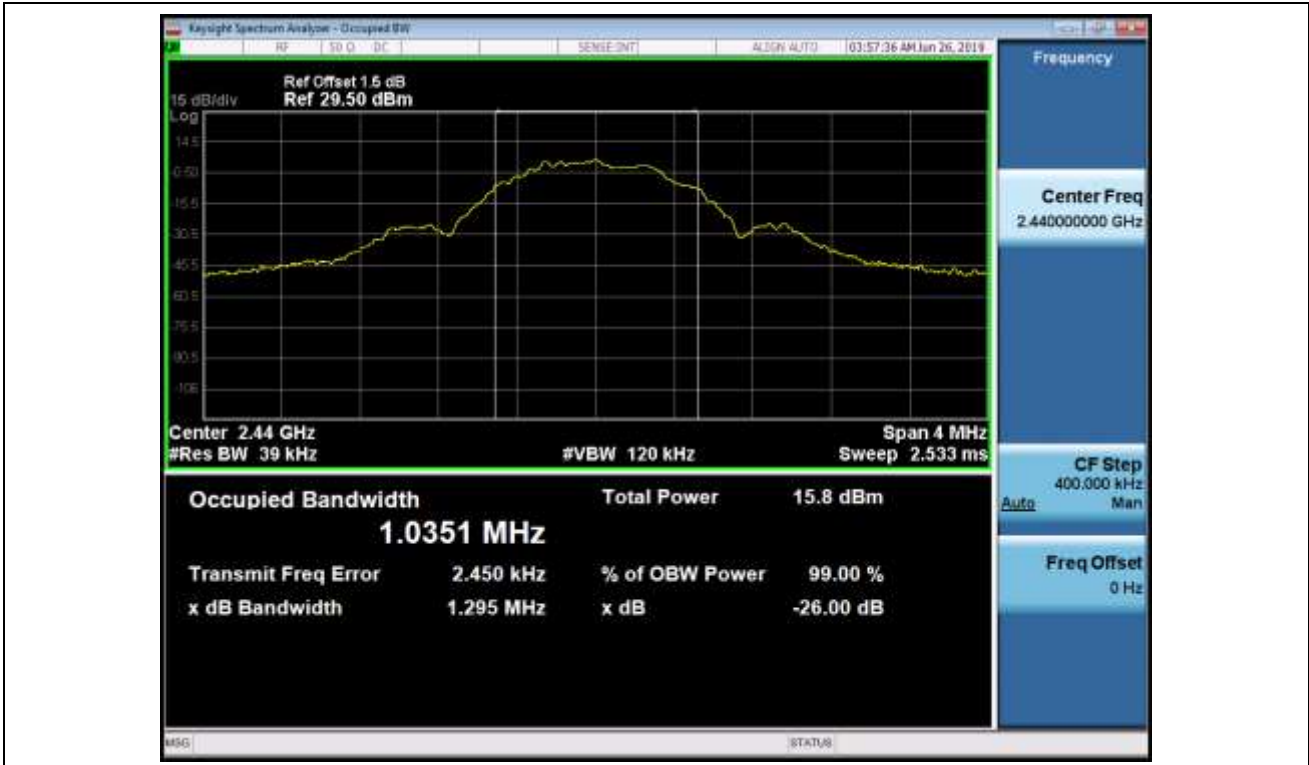 Keysight Spectrum Analyzer - Occupied BW
RF 50 Ω DC SENSE:INT ALIGN AUTO 03:57:36 AM Jun 26, 2019
Frequency
Ref Offset 1.5 dB
15 dB/div Ref 29.50 dBm
Log
14.5
-0.50
-15.5
-30.5
-45.5
-60.5
-75.5
-90.5
-106
Center 2.44 GHz Span 4 MHz
#Res BW 39 kHz #VBW 120 kHz Sweep 2.533 ms
Occupied Bandwidth Total Power 15.8 dBm
1.0351 MHz
Transmit Freq Error 2.450 kHz % of OBW Power 99.00 %
x dB Bandwidth 1.295 MHz x dB -26.00 dB
Center Freq
2.440000000 GHz
CF Step
400.000 kHz
Auto Man
Freq Offset
0 Hz
MSG STATUS